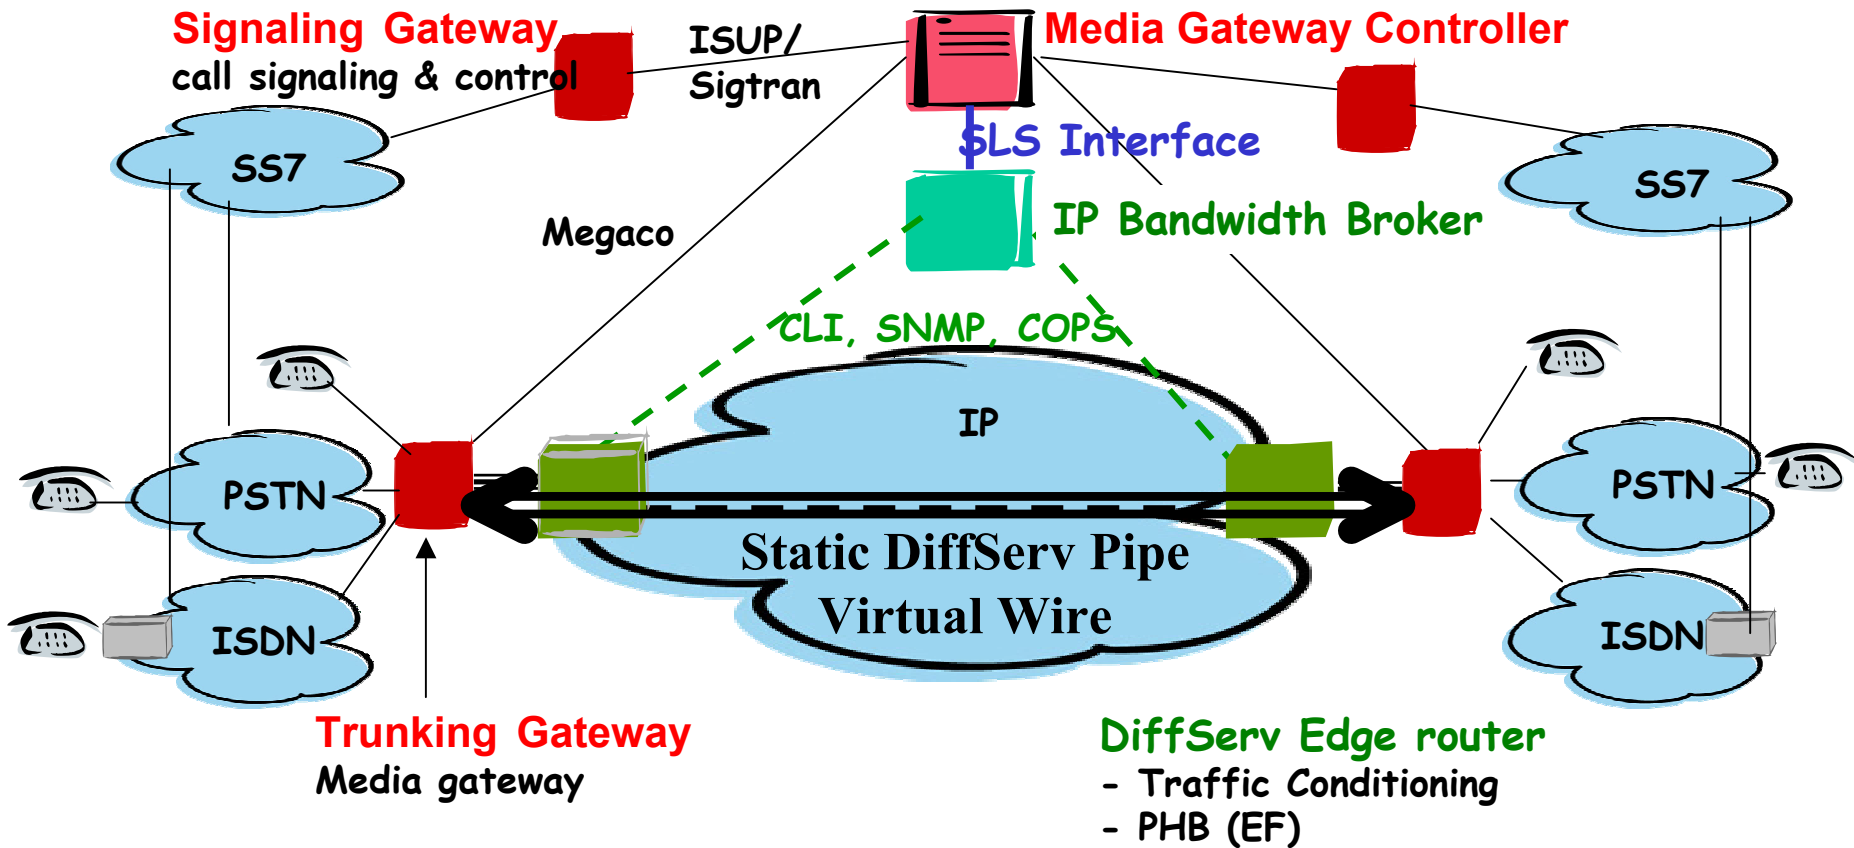 Signaling Gateway
call signaling & control
ISUP/
Sigtran
Media Gateway Controller
SLS Interface
SS7
SS7
IP Bandwidth Broker
Megaco
CLI, SNMP, COPS
IP
PSTN
PSTN
Static DiffServ Pipe
Virtual Wire
ISDN
ISDN
Trunking Gateway
Media gateway
DiffServ Edge router
- Traffic Conditioning
- PHB (EF)